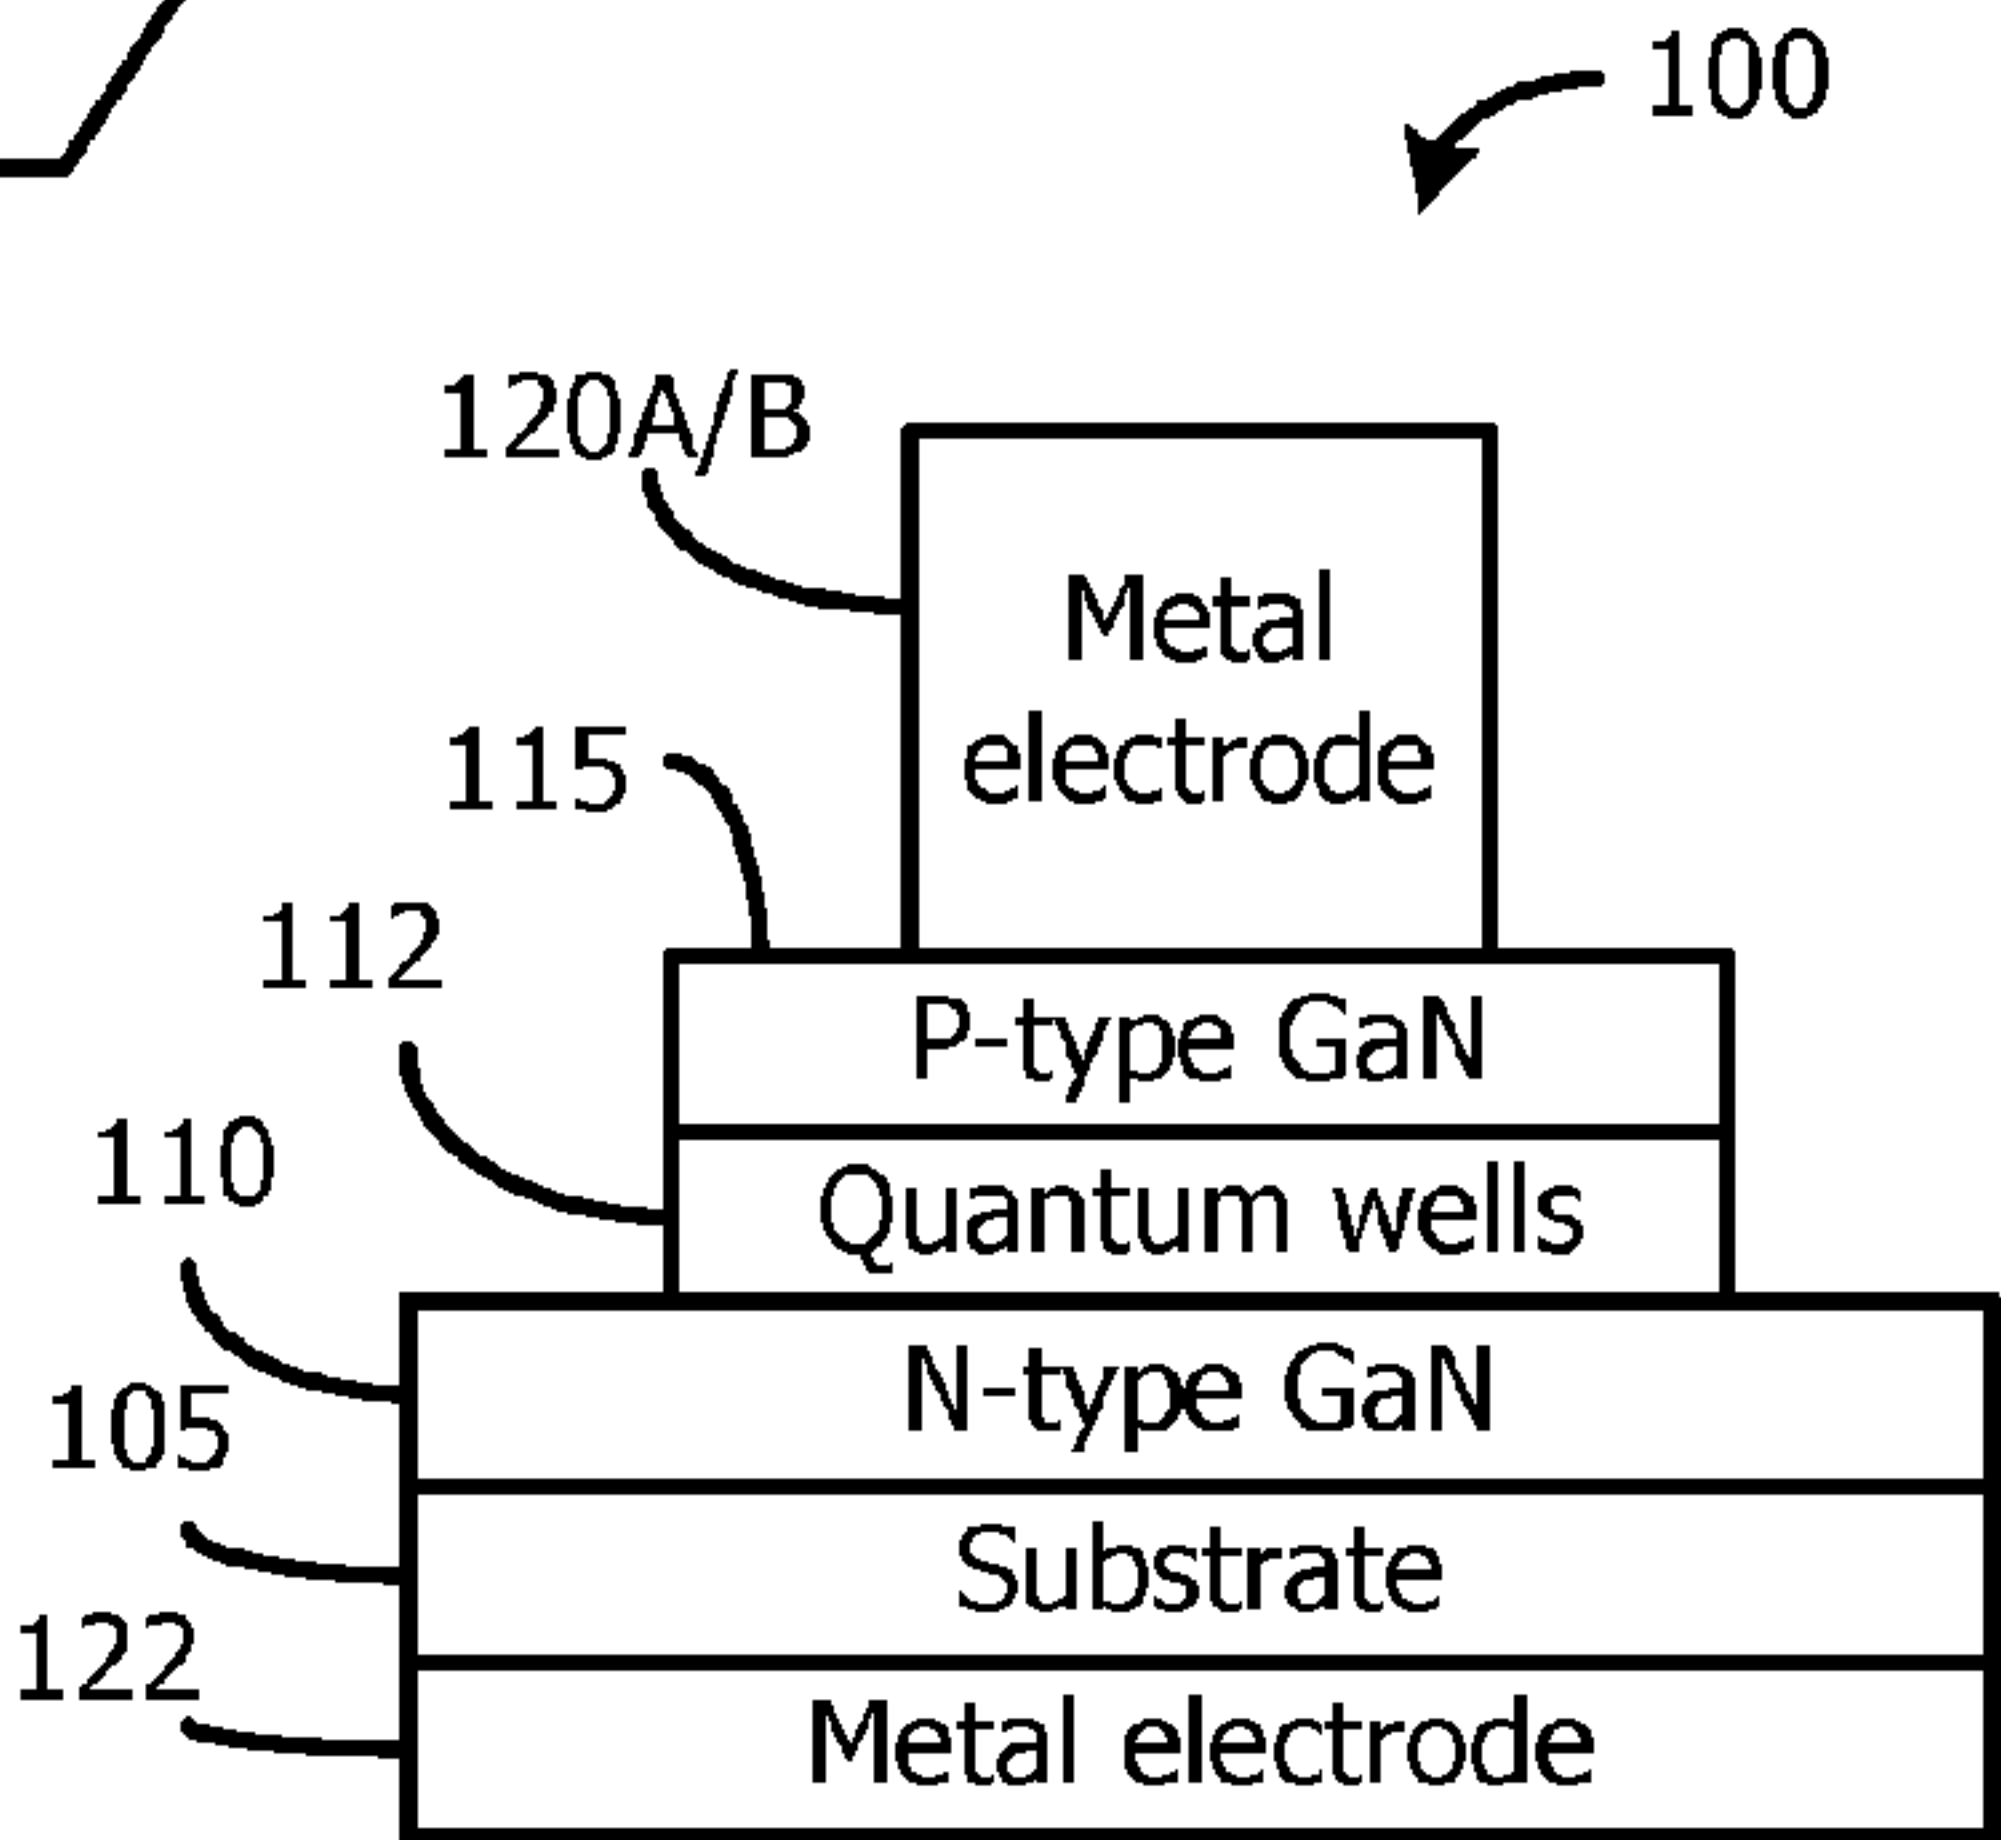 100
120A/B
Metal
electrode
115
112
P-type GaN
110
Quantum wells
N-type GaN
105
Substrate
122
Metal electrode